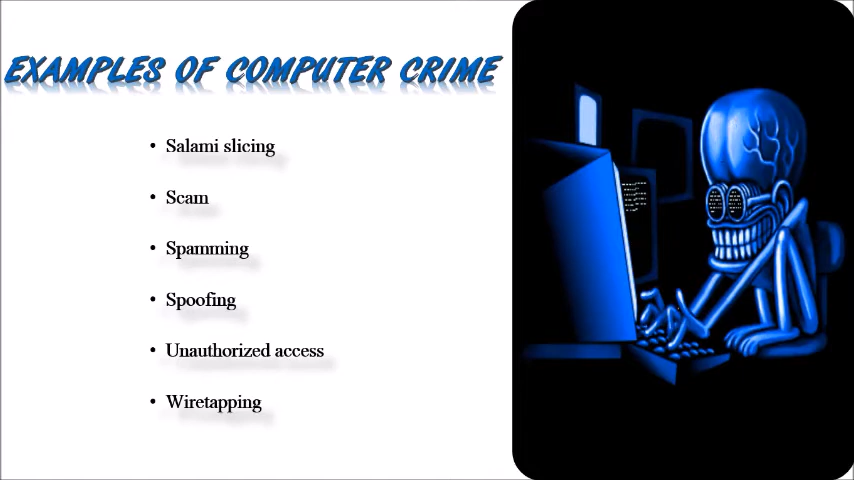 EXAMPLES OF COMPUTER CRIME
• Salami slicing
• Scam
• Spamming
• Spoofing
• Unauthorized access
• Wiretapping